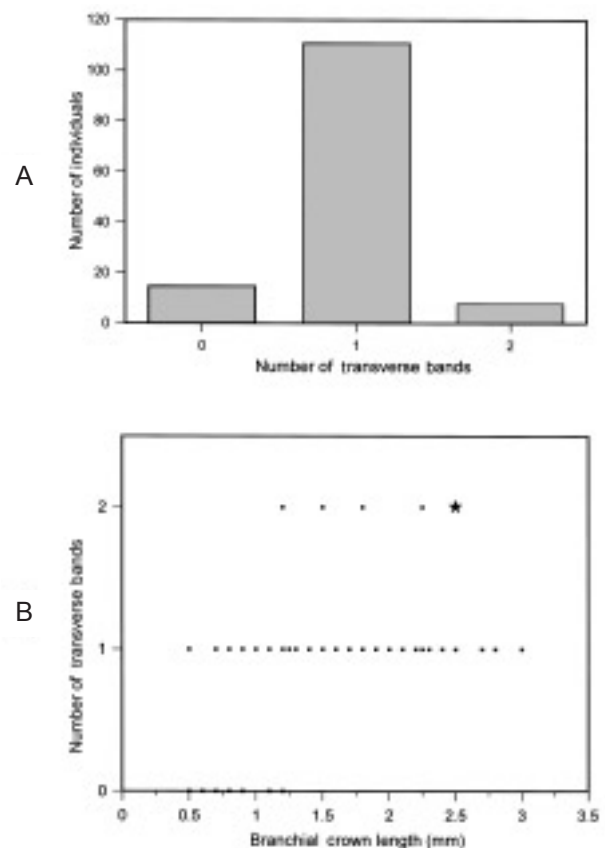 A
Number of individuals
120
100
80
60
40
20
0
0 1 2
Number of transverse bands
B
Number of transverse bands
2
1
0
0 0.5 1 1.5 2 2.5 3 3.5
Branchial crown length (mm)